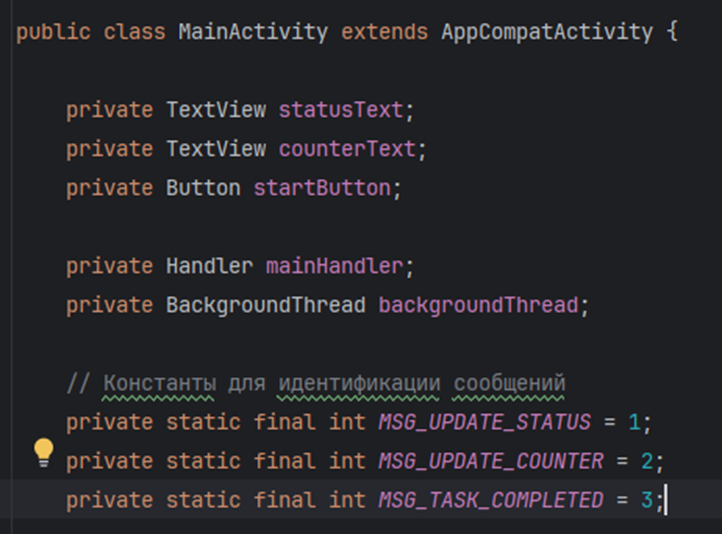 public class MainActivity extends AppCompatActivity {
private TextView statusText;
private TextView counterText;
private Button startButton;
private Handler mainHandler;
private BackgroundThread backgroundThread;
// Константы для идентификации сообщений
private static final int MSG_UPDATE_STATUS = 1;
private static final int MSG_UPDATE_COUNTER = 2;
private static final int MSG_TASK_COMPLETED = 3;